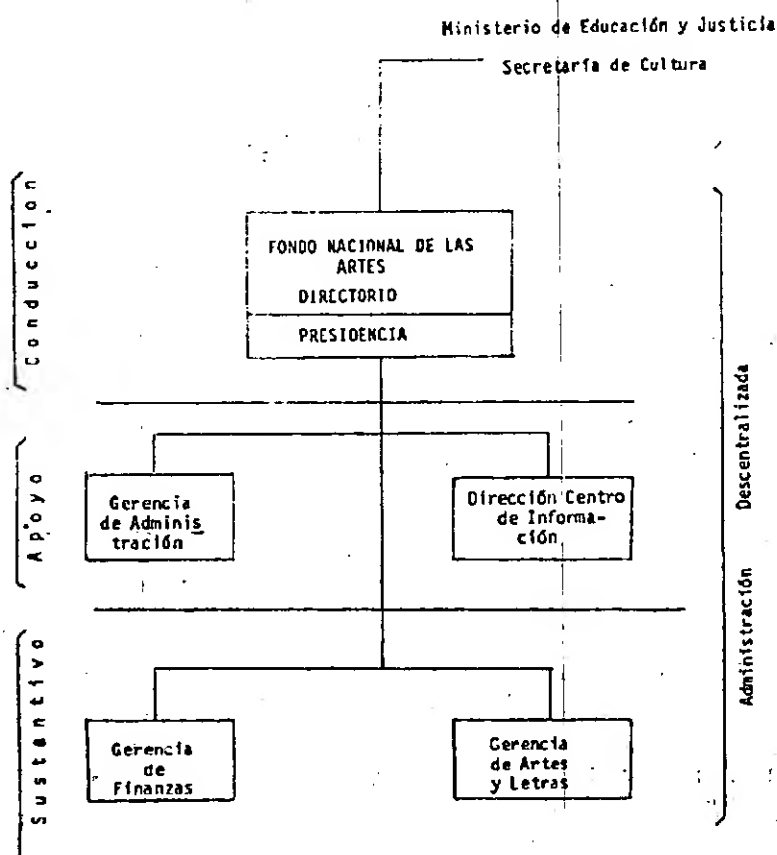 Ministerio de Educación y Justicia
Secretaría de Cultura
Conduccion
FONDO NACIONAL DE LAS
ARTES
DIRECTORIO
PRESIDENCIA
Apoyo
Gerencia
de Adminis
tración
Dirección Centro
de Informa-
ción
Administración Descentralizada
Sustantivo
Gerencia
de
Finanzas
Gerencia
de Artes
y Letras